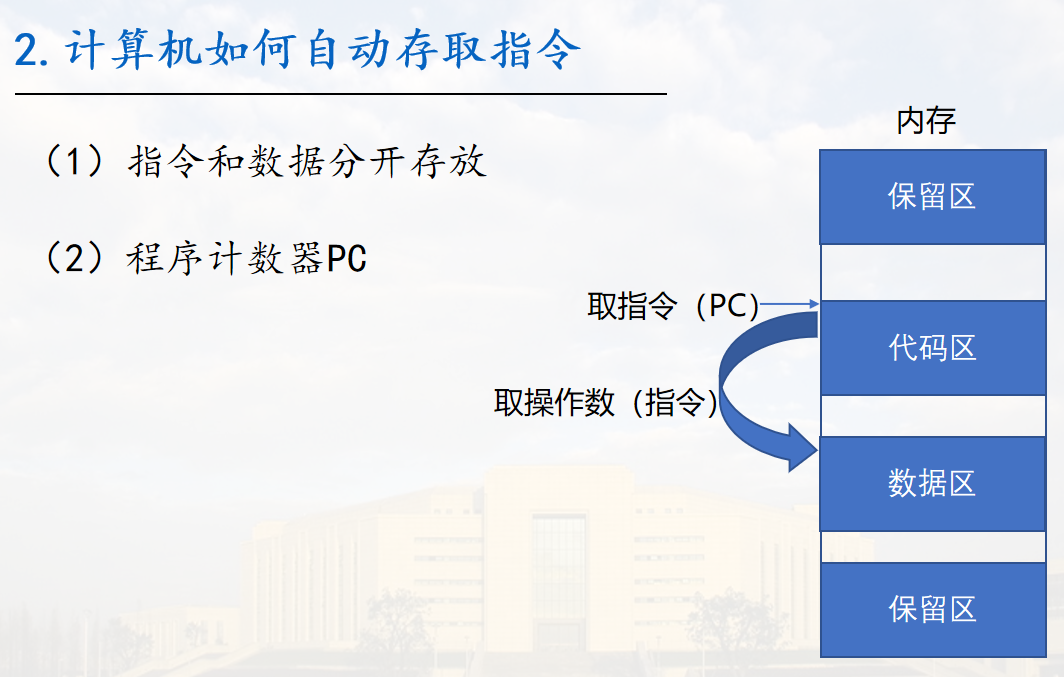 2. 计算机如何自动存取指令
（1）指令和数据分开存放
（2）程序计数器PC
内存
保留区
取指令（PC）
代码区
取操作数（指令）
数据区
保留区